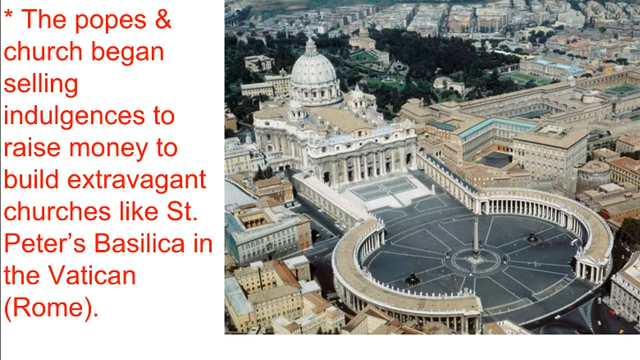 * The popes &
church began
selling
indulgences to
raise money to
build extravagant
churches like St.
Peter’s Basilica in
the Vatican
(Rome).